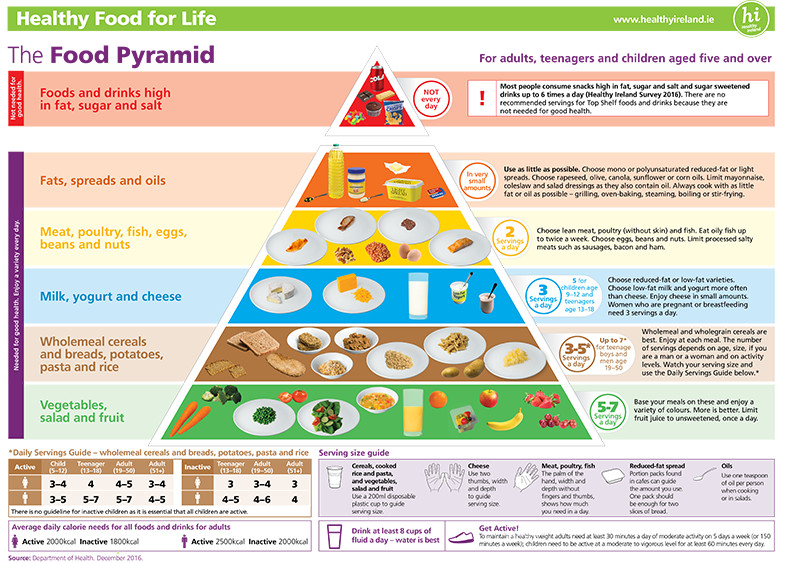 Healthy Food for Life
www.healthyireland.ie
hi
Healthy
Ireland
The Food Pyramid
For adults, teenagers and children aged five and over
Not needed for
good health.
Foods and drinks high
in fat, sugar and salt
NOT
every
day
!
Most people consume snacks high in fat, sugar and salt and sugar sweetened
drinks up to 6 times a day (Healthy Ireland Survey 2016). There are no
recommended servings for Top Shelf foods and drinks because they are
not needed for good health.
Needed for good health. Enjoy a variety every day.
Fats, spreads and oils
In very
small
amounts
Use as little as possible. Choose mono or polyunsaturated reduced-fat or light
spreads. Choose rapeseed, olive, canola, sunflower or corn oils. Limit mayonnaise,
coleslaw and salad dressings as they also contain oil. Always cook with as little
fat or oil as possible – grilling, oven-baking, steaming, boiling or stir-frying.
Meat, poultry, fish, eggs,
beans and nuts
2
Servings
a day
Choose lean meat, poultry (without skin) and fish. Eat oily fish up
to twice a week. Choose eggs, beans and nuts. Limit processed salty
meats such as sausages, bacon and ham.
Milk, yogurt and cheese
3
Servings
a day
5 for
children age
9–12 and
teenagers
age 13–18
Choose reduced-fat or low-fat varieties.
Choose low-fat milk and yogurt more often
than cheese. Enjoy cheese in small amounts.
Women who are pregnant or breastfeeding
need 3 servings a day.
Wholemeal cereals
and breads, potatoes,
pasta and rice
3-5*
Servings
a day
Up to 7*
for teenage
boys and
men age
19–50
Wholemeal and wholegrain cereals are
best. Enjoy at each meal. The number
of servings depends on age, size, if you
are a man or a woman and on activity
levels. Watch your serving size and
use the Daily Servings Guide below.*
Vegetables,
salad and fruit
5-7
Servings
a day
Base your meals on these and enjoy a
variety of colours. More is better. Limit
fruit juice to unsweetened, once a day.
*Daily Servings Guide – wholemeal cereals and breads, potatoes, pasta and rice
Active Child (5–12) Teenager (13–18) Adult (19–50) Adult (51+)
3–4 4 4–5 3–4
3–5 5–7 5–7 4–5
Inactive Teenager (13–18) Adult (19–50) Adult (51+)
3 3–4 3
4–5 4–6 4
There is no guideline for inactive children as it is essential that all children are active.
Average daily calorie needs for all foods and drinks for adults
Active 2000kcal Inactive 1800kcal
Active 2500kcal Inactive 2000kcal
Source: Department of Health. December 2016.
Serving size guide
Cereals, cooked
rice and pasta,
and vegetables,
salad and fruit
Use a 200ml disposable
plastic cup to guide
serving size.
Cheese
Use two
thumbs, width
and depth
to guide
serving size.
Meat, poultry, fish
The palm of the
hand, width and
depth without
fingers and thumbs,
shows how much
you need in a day.
Reduced-fat spread
Portion packs found
in cafes can guide
the amount you use.
One pack should
be enough for two
slices of bread.
Oils
Use one teaspoon
of oil per person
when cooking
or in salads.
Drink at least 8 cups of
fluid a day – water is best
Get Active!
To maintain a healthy weight adults need at least 30 minutes a day of moderate activity on 5 days a week (or 150
minutes a week); children need to be active at a moderate to vigorous level for at least 60 minutes every day.